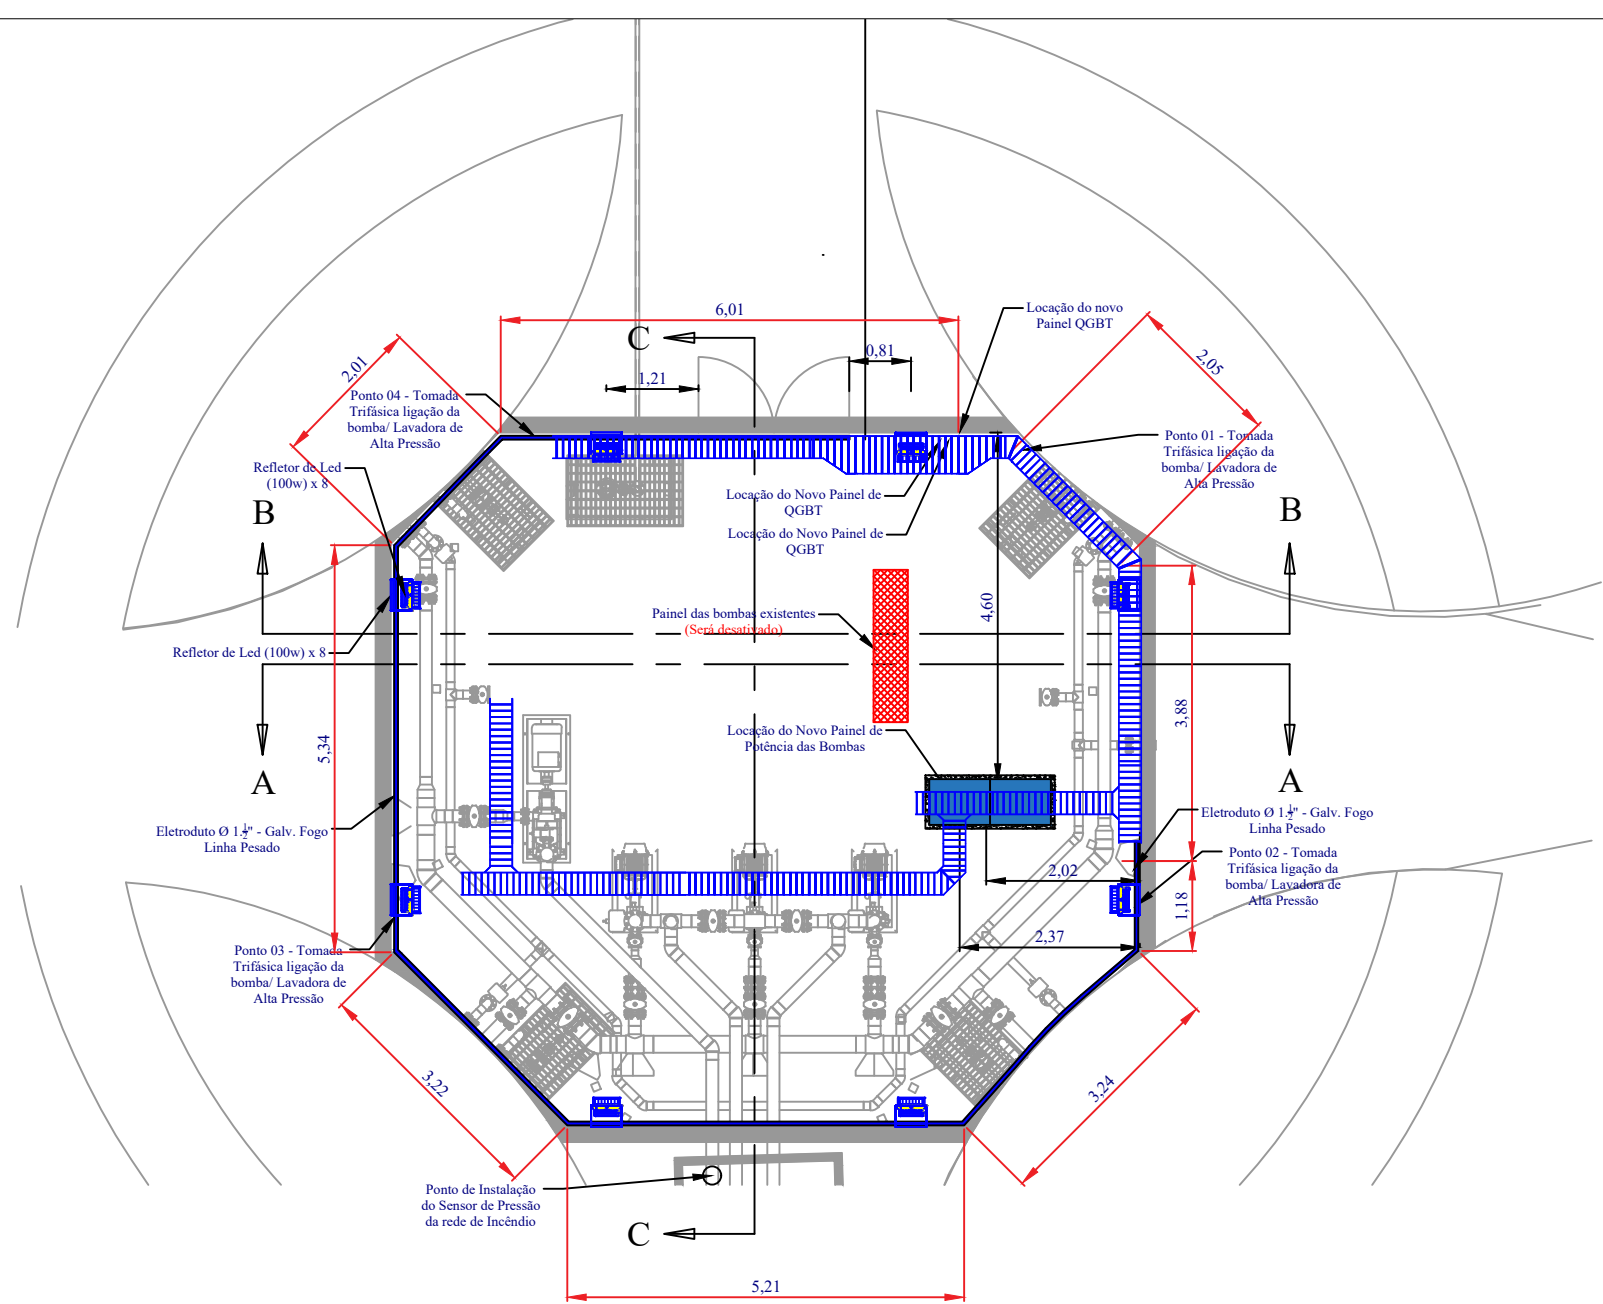 6,01
C
Locação do novo
Painel QGBT
0,81
2,01
2,05
1,21
Ponto 04 - Tomada
Trifásica ligação da
bomba/ Lavadora de
Alta Pressão
Ponto 01 - Tomada
Trifásica ligação da
bomba/ Lavadora de
Alta Pressão
Refletor de Led
(100w) x 8
Locação do Novo Painel de
QGBT
B
B
Locação do Novo Painel de
QGBT
4,60
Painel das bombas existentes
(Será desativado)
Refletor de Led (100w) x 8
3,88
5,34
Locação do Novo Painel de
Potência das Bombas
A
A
Eletroduto Ø 1.½" - Galv. Fogo
Linha Pesado
Eletroduto Ø 1.½" - Galv. Fogo
Linha Pesado
Ponto 02 - Tomada
Trifásica ligação da
bomba/ Lavadora de
Alta Pressão
2,02
1,18
2,37
Ponto 03 - Tomada
Trifásica ligação da
bomba/ Lavadora de
Alta Pressão
3,22
3,24
Ponto de Instalação
do Sensor de Pressão
da rede de Incêndio
C
5,21